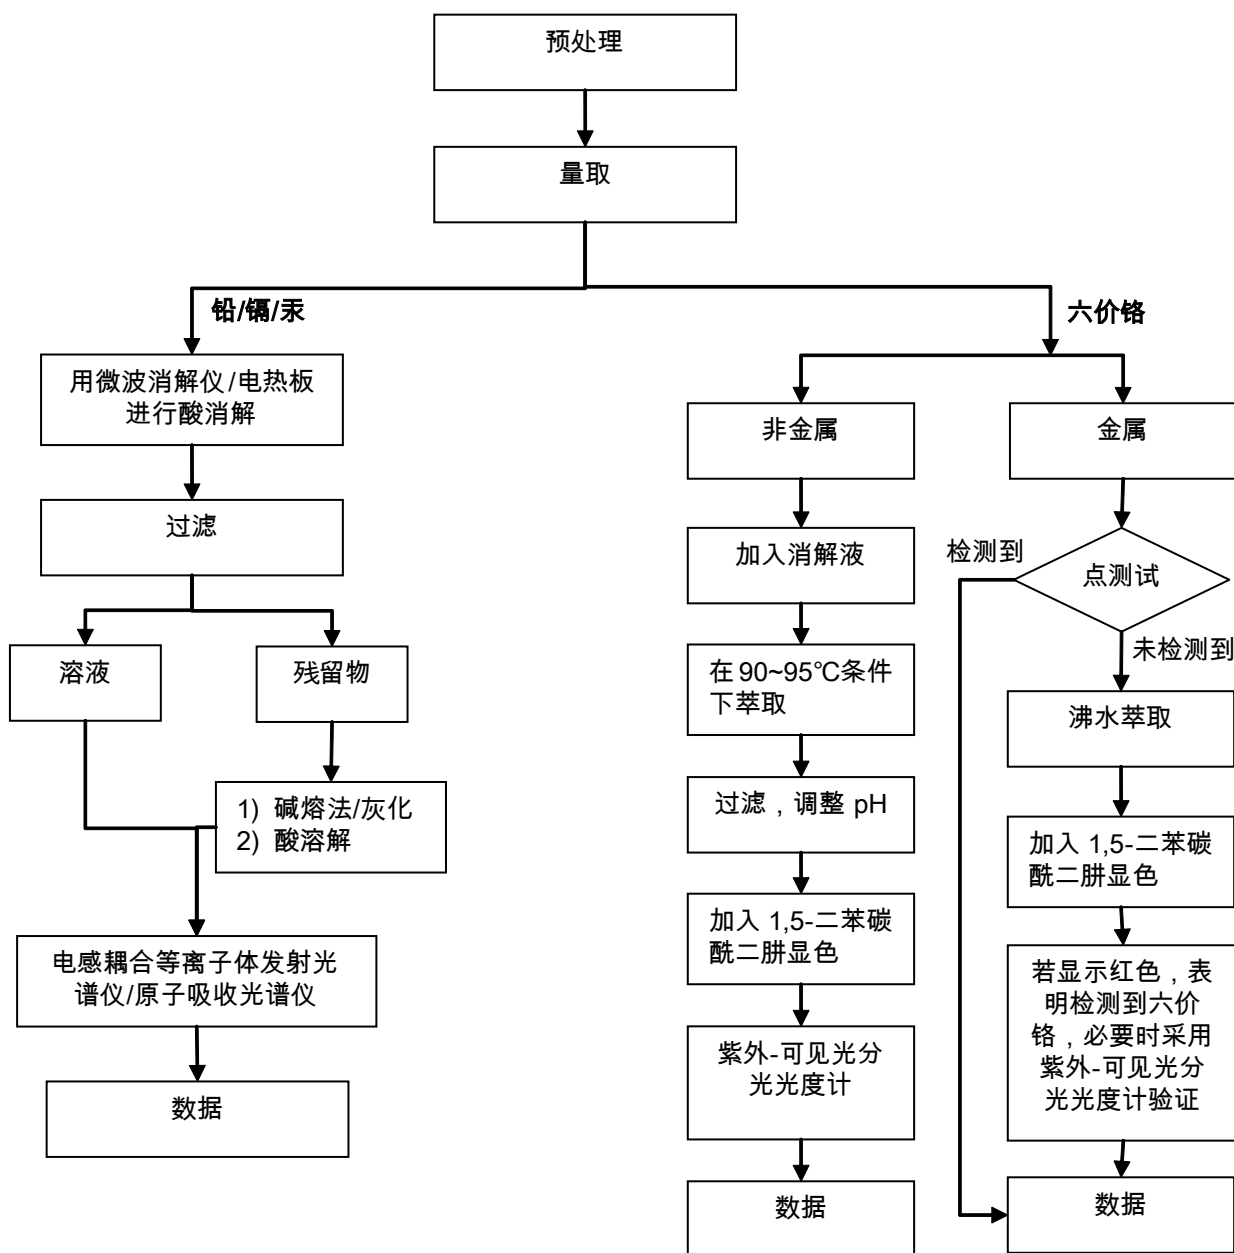 预处理
量取
铅/镉/汞
用微波消解仪/电热板
进行酸消解
过滤
溶液
残留物
1) 碱熔法/灰化
2) 酸溶解
电感耦合等离子体发射光
谱仪/原子吸收光谱仪
数据
六价铬
非金属
加入消解液
在 90~95℃条件
下萃取
过滤，调整 pH
加入 1,5-二苯碳
酰二肼显色
紫外-可见光分
光光度计
数据
金属
点测试
检测到
未检测到
沸水萃取
加入 1,5-二苯碳
酰二肼显色
若显示红色，表
明检测到六价
铬，必要时采用
紫外-可见光分
光光度计验证
数据